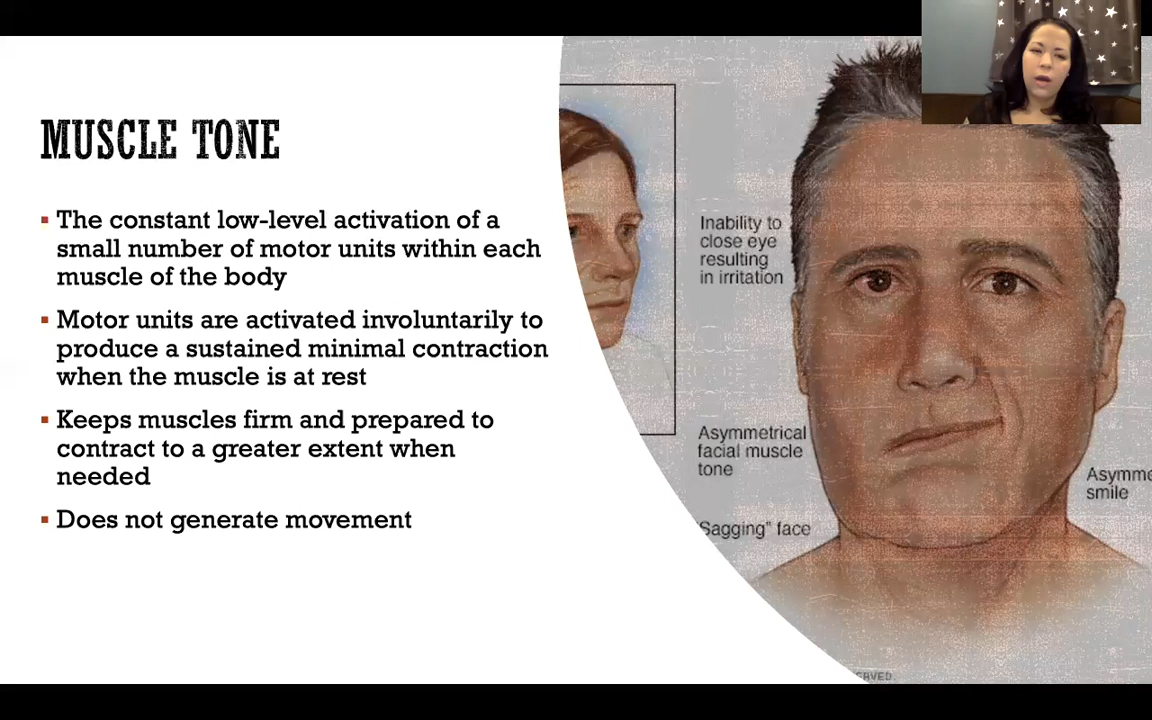 MUSCLE TONE
▪ The constant low-level activation of a
small number of motor units within each
muscle of the body
▪ Motor units are activated involuntarily to
produce a sustained minimal contraction
when the muscle is at rest
▪ Keeps muscles firm and prepared to
contract to a greater extent when
needed
▪ Does not generate movement
Inability to
close eye
resulting
in irritation
Asymmetrical
facial muscle
tone
"Sagging" face
smile